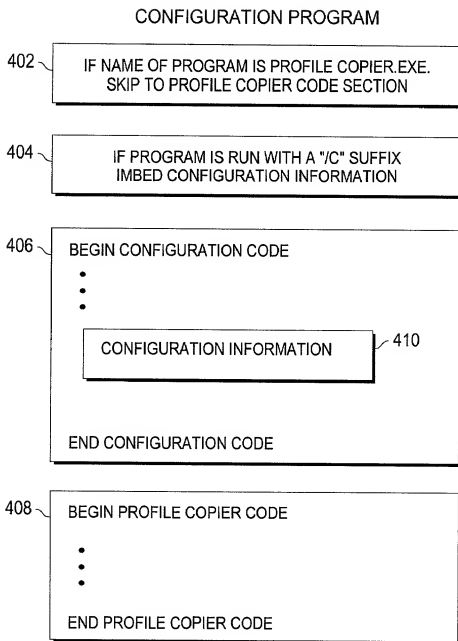 CONFIGURATION PROGRAM
402
IF NAME OF PROGRAM IS PROFILE COPIER.EXE.
SKIP TO PROFILE COPIER CODE SECTION
404
IF PROGRAM IS RUN WITH A "/C" SUFFIX
IMBED CONFIGURATION INFORMATION
406
BEGIN CONFIGURATION CODE
CONFIGURATION INFORMATION
410
END CONFIGURATION CODE
408
BEGIN PROFILE COPIER CODE
END PROFILE COPIER CODE